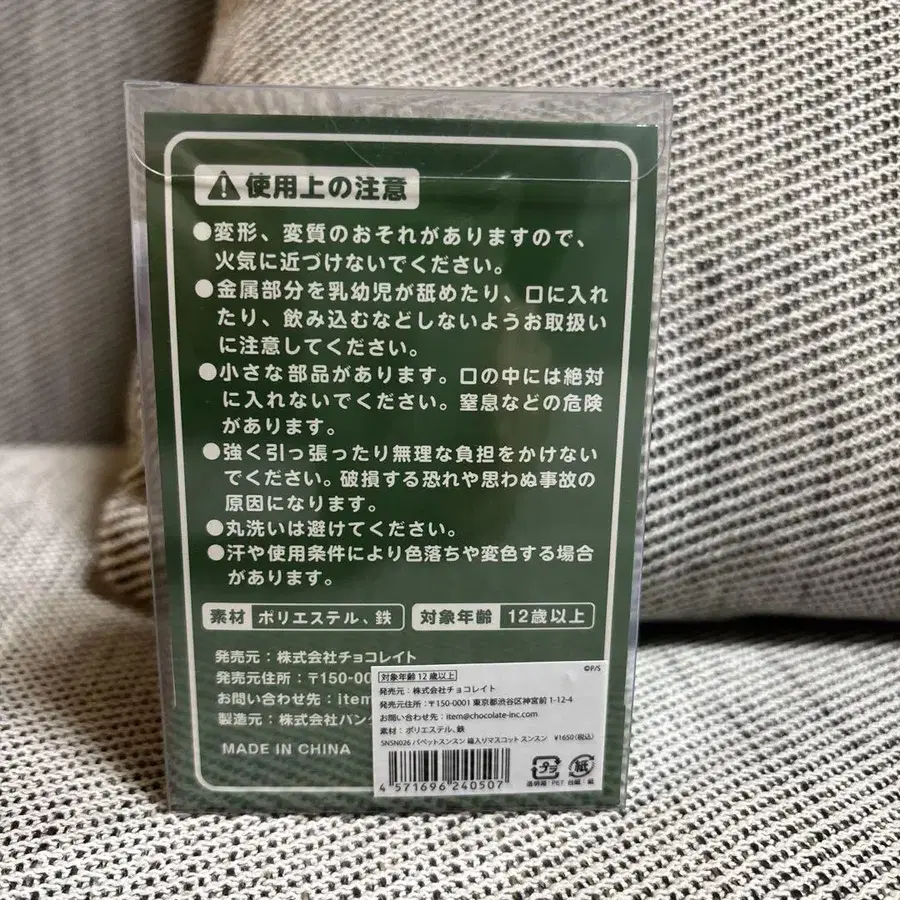 ⚠使用上の注意
●変形、変質のおそれがありますので、
火気に近づけないでください。
●金属部分を乳幼児が舐めたり、口に入れ
たり、飲み込むなどしないようお取扱い
に注意してください。
●小さな部品があります。口の中には絶対
に入れないでください。窒息などの危険
があります。
●強く引っ張ったり無理な負担をかけない
でください。破損する恐れや思わぬ事故の
原因になります。
●丸洗いは避けてください。
●汗や使用条件により色落ちや変色する場合
があります。
素材 ポリエステル、鉄 対象年齢 12歳以上
発売元：株式会社チョコレイト
発売元住所：〒150-00
お問い合わせ先：item
製造元：株式会社バンダ
MADE IN CHINA
©P/S
対象年齢12歳以上
発売元：株式会社チョコレイト
発売元住所：〒150-0001 東京都渋谷区神宮前 1-12-4
お問い合わせ先：item@chocolate-inc.com
素材：ポリエステル、鉄
SNSN026 パペットスンスン 箱入りマスコット スンスン ¥1650(税込)
4 571696 240507
プラ 紙
透明箱：PET 台紙：紙